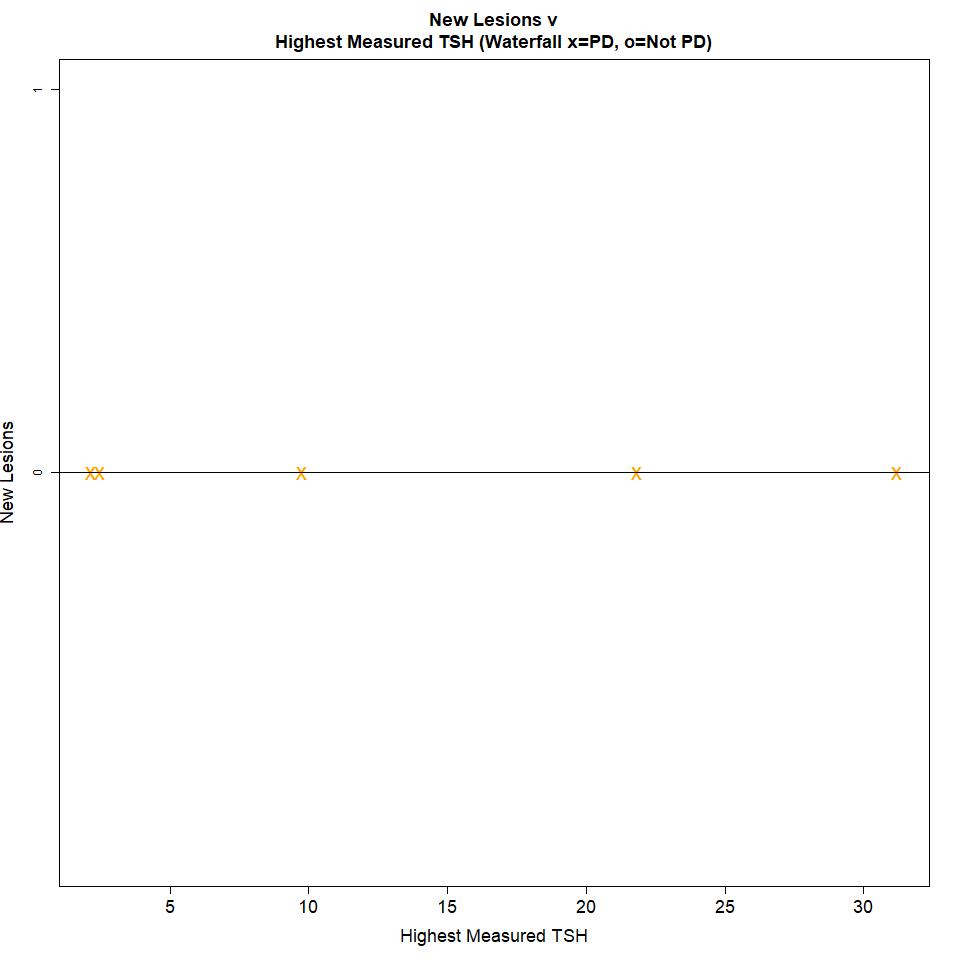 New Lesions v
Highest Measured TSH (Waterfall x=PD, o=Not PD)
1
New Lesions
0
x x x x x
5 10 15 20 25 30
Highest Measured TSH